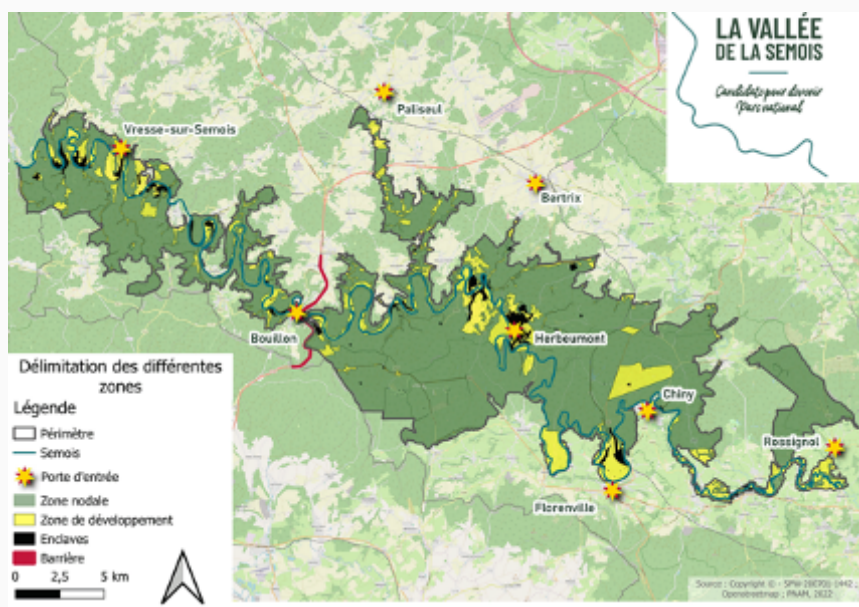 LA VALLÉE
DE LA SEMOIS
Candidate pour devenir
Parc national
Paliseul
Vresse-sur-Semois
Bertrix
Bouillon
Herbeumont
Chiny
Rossignol
Florenville
Délimitation des différentes
zones
Légende
Périmètre
Semois
Porte d'entrée
Zone nodale
Zone de développement
Enclaves
Barrière
0 2,5 5 km
Source : Copyright © - SPW
Openstreetmap ; PNAM, 2022